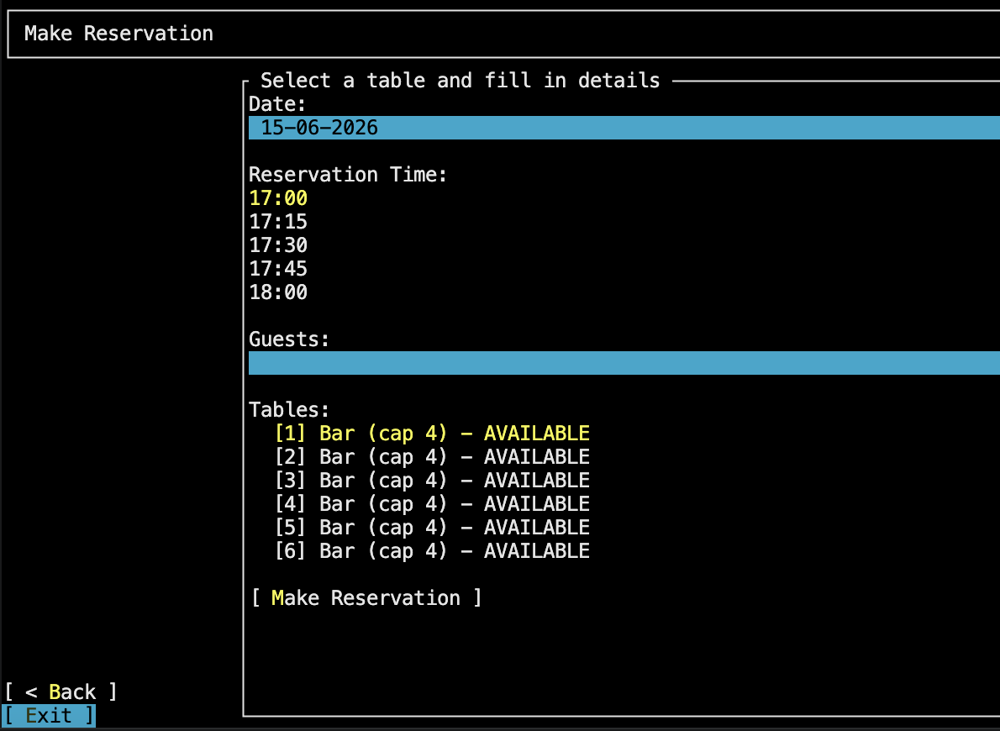 Make Reservation
Select a table and fill in details
Date:
15-06-2026
Reservation Time:
17:00
17:15
17:30
17:45
18:00
Guests:
Tables:
[1] Bar (cap 4) - AVAILABLE
[2] Bar (cap 4) - AVAILABLE
[3] Bar (cap 4) - AVAILABLE
[4] Bar (cap 4) - AVAILABLE
[5] Bar (cap 4) - AVAILABLE
[6] Bar (cap 4) - AVAILABLE
[ Make Reservation ]
[ < Back ]
[ Exit ]